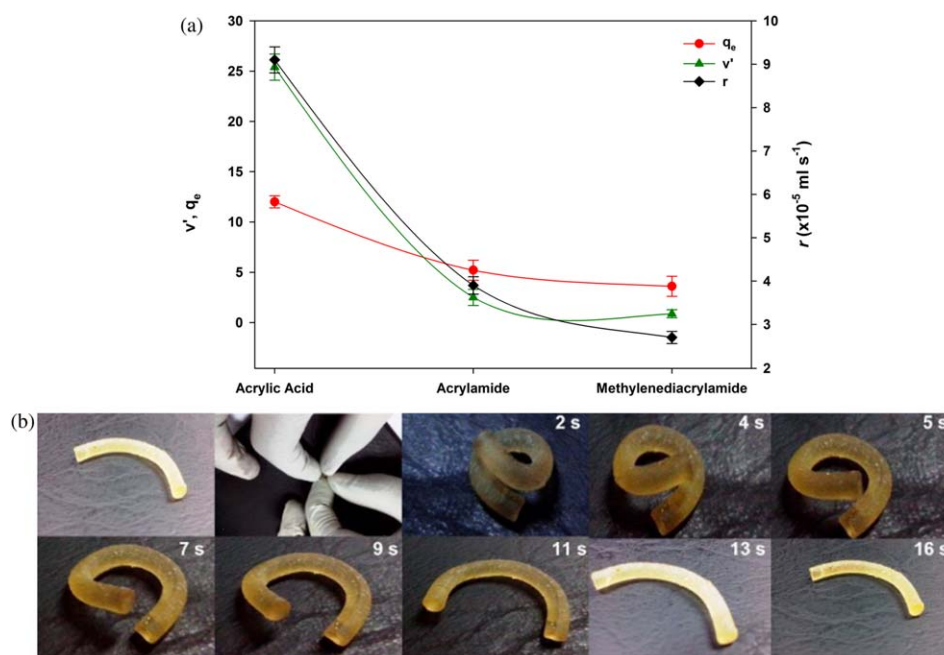 (a)
30
25
20
15
10
5
0
v', qₑ
10
9
8
7
6
5
4
3
2
r (x10⁻⁵ ml s⁻¹)
qₑ
v'
r
Acrylic Acid Acrylamide Methylenediacrylamide
(b)
2 s 4 s 5 s
7 s 9 s 11 s 13 s 16 s